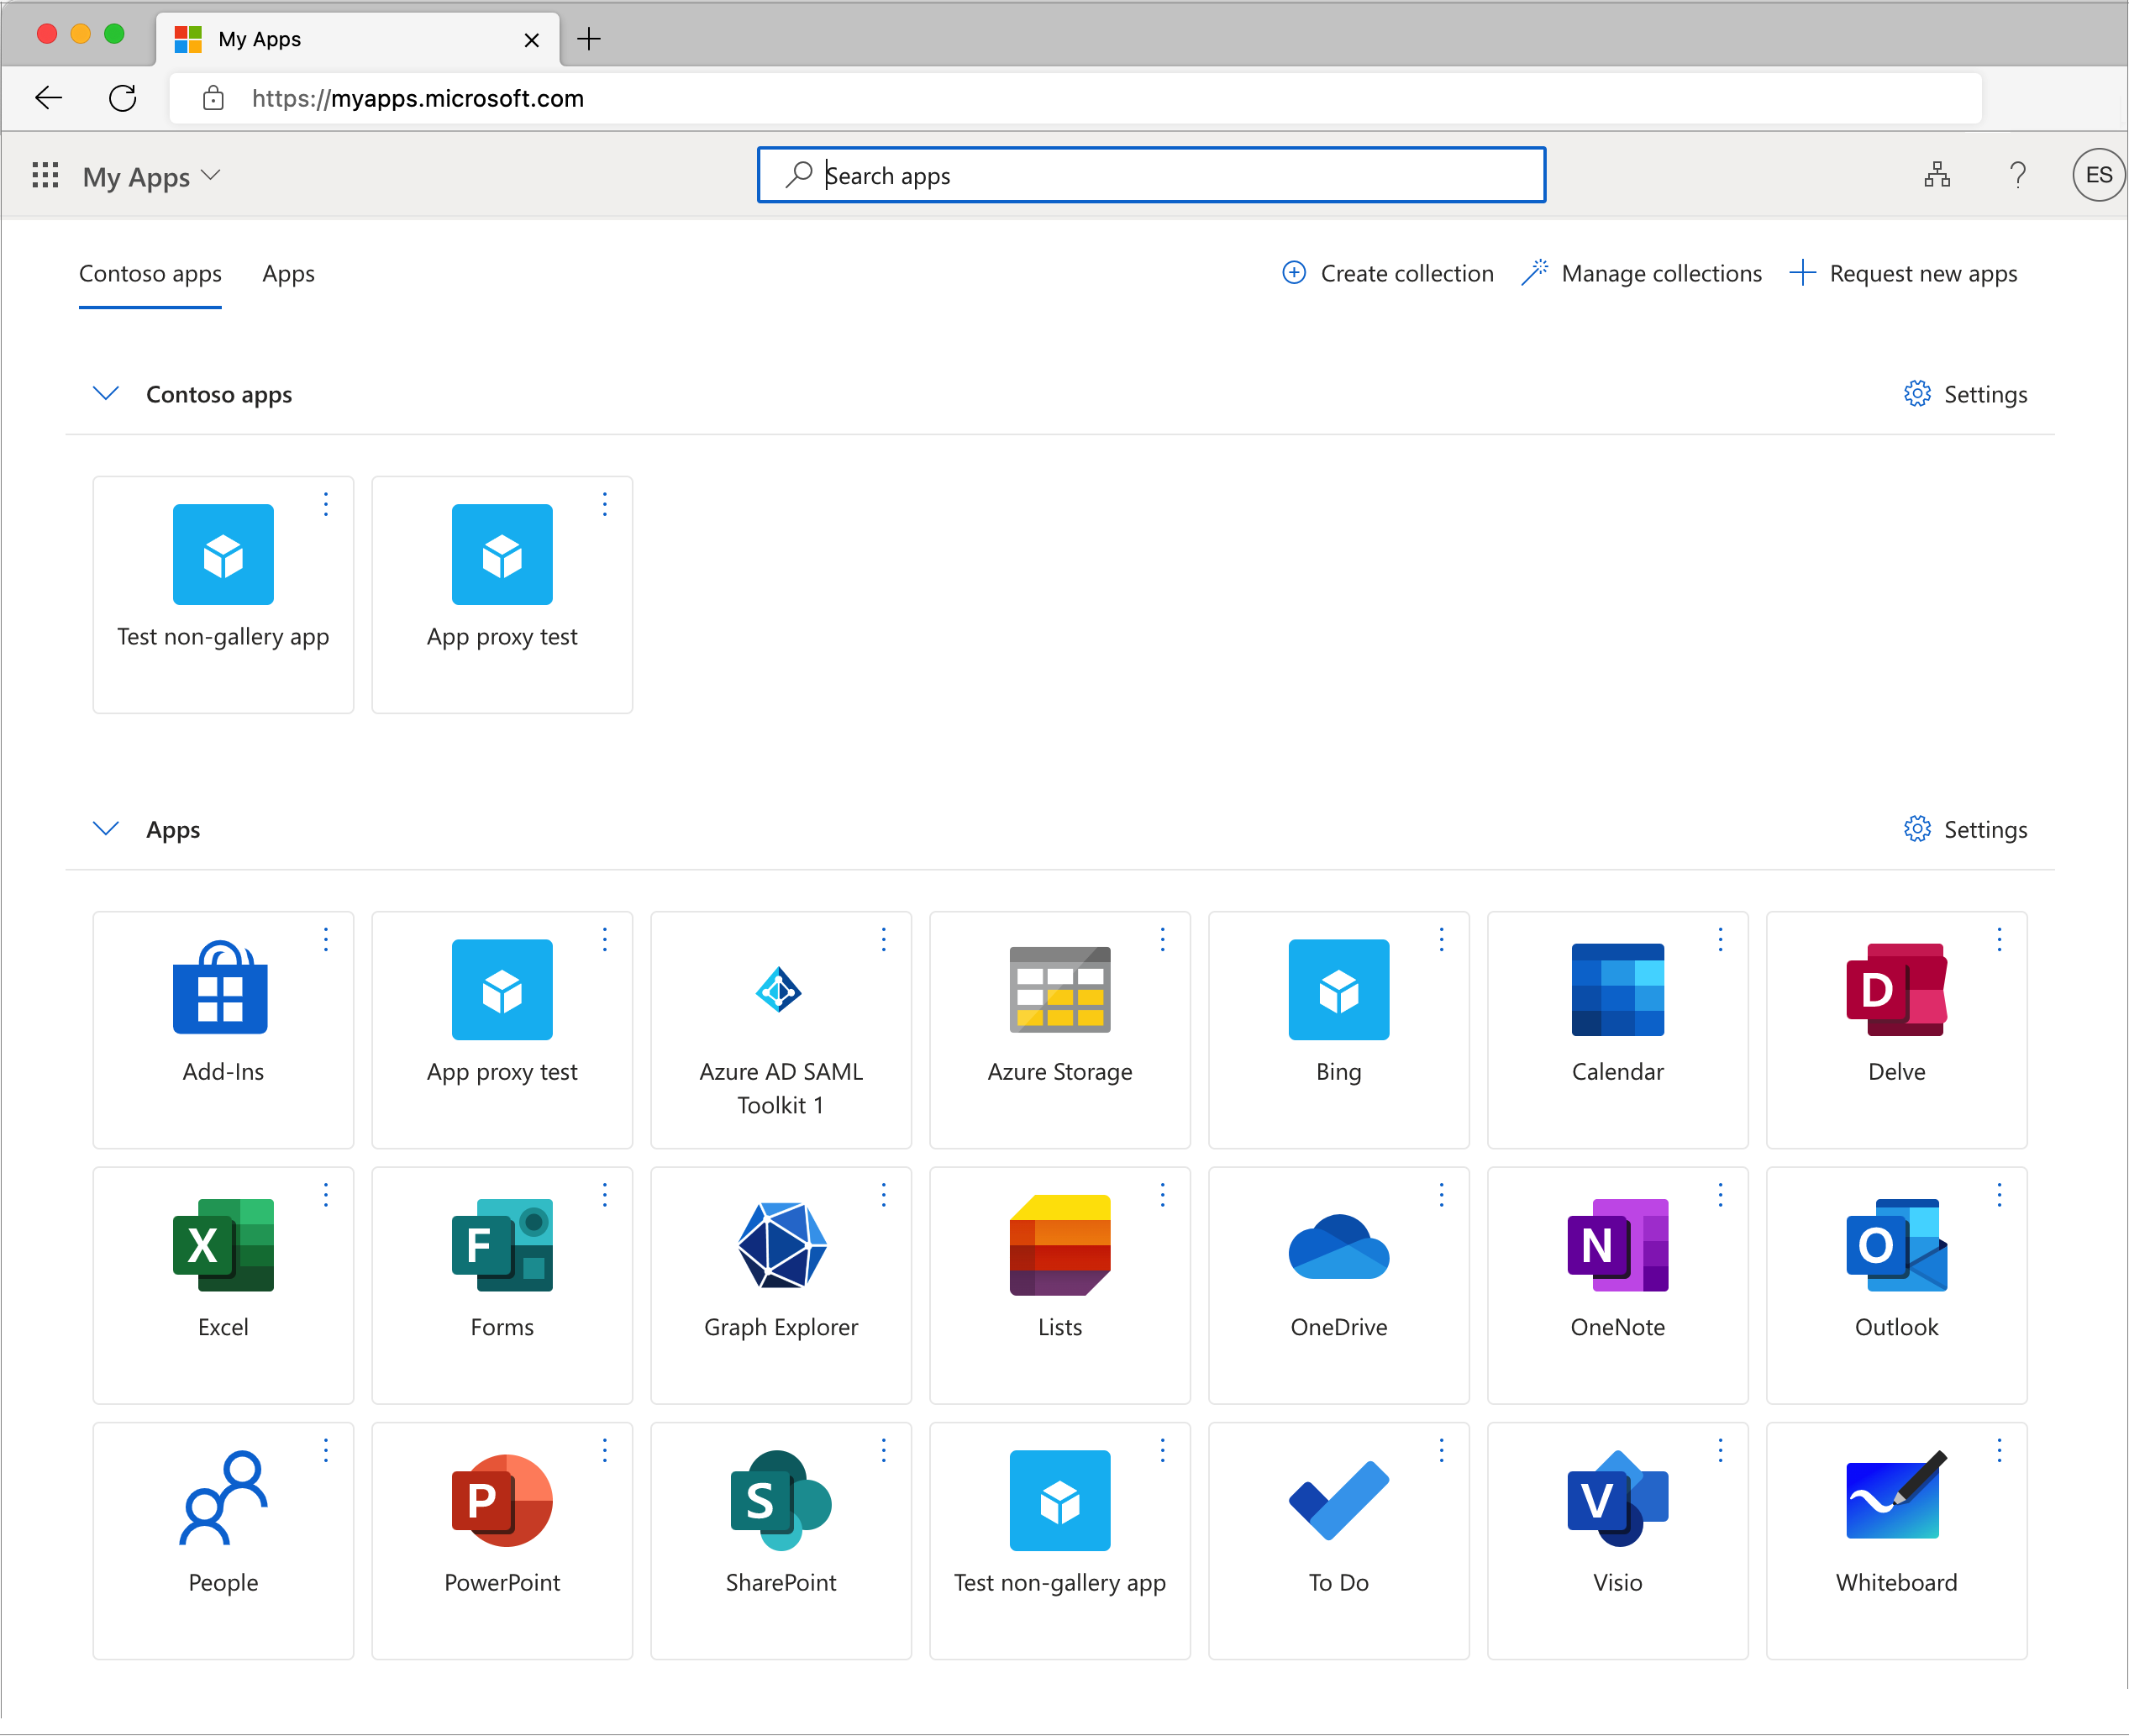 My Apps
https://myapps.microsoft.com
My Apps
Search apps
?
ES
Contoso apps
Apps
Create collection
Manage collections
Request new apps
Contoso apps
Settings
Test non-gallery app
App proxy test
Apps
Settings
Add-Ins
App proxy test
Azure AD SAML
Toolkit 1
Azure Storage
Bing
Calendar
D
Delve
X
Excel
F
Forms
Graph Explorer
Lists
OneDrive
N
OneNote
O
Outlook
People
P
PowerPoint
S
SharePoint
Test non-gallery app
To Do
V
Visio
Whiteboard